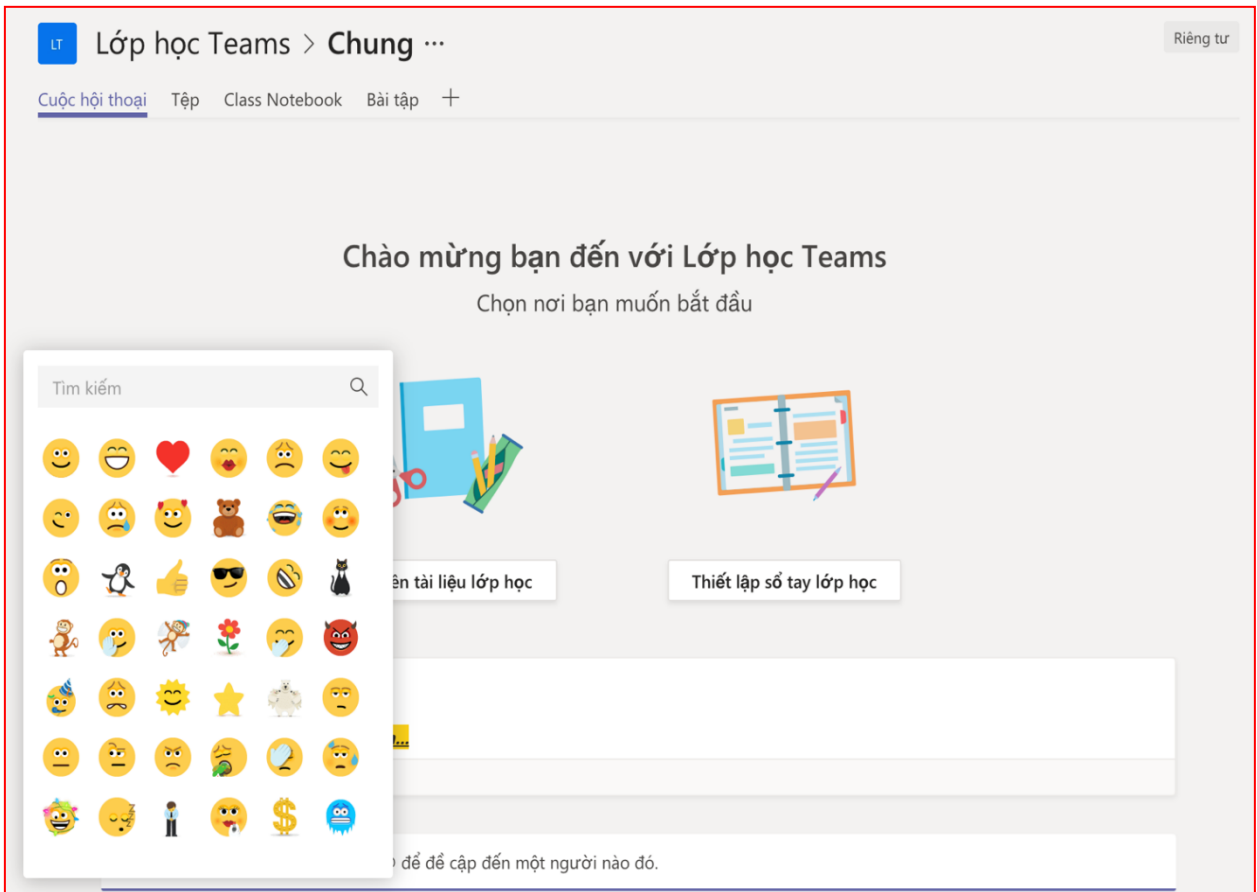 LT Lớp học Teams > Chung ...
Riêng tư
Cuộc hội thoại Tệp Class Notebook Bài tập +
Chào mừng bạn đến với Lớp học Teams
Chọn nơi bạn muốn bắt đầu
Tìm kiếm
tài liệu lớp học
Thiết lập sổ tay lớp học
để đề cập đến một người nào đó.